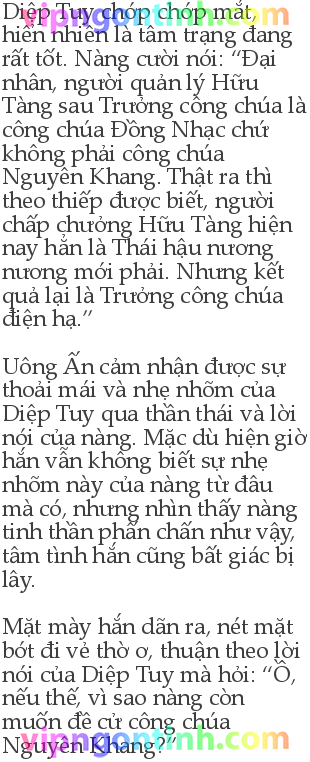 vipngontinh.com
Diệp Tuy chớp chớp mắt,
hiển nhiên là tâm trạng đang
rất tốt. Nàng cười nói: “Đại
nhân, người quản lý Hữu
Tàng sau Trưởng công chúa là
công chúa Đồng Nhạc chứ
không phải công chúa
Nguyên Khang. Thật ra thì
theo thiếp được biết, người
chấp chưởng Hữu Tàng hiện
nay hẳn là Thái hậu nương
nương mới phải. Nhưng kết
quả lại là Trưởng công chúa
điện hạ.”
Uông Ấn cảm nhận được sự
thoải mái và nhẹ nhõm của
Diệp Tuy qua thần thái và lời
nói của nàng. Mặc dù hiện giờ
hắn vẫn không biết sự nhẹ
nhõm này của nàng từ đâu
mà có, nhưng nhìn thấy nàng
tinh thần phấn chấn như vậy,
tâm tình hắn cũng bất giác bị
lây.
Mặt mày hắn dãn ra, nét mặt
bớt đi vẻ thờ ơ, thuận theo lời
nói của Diệp Tuy mà hỏi: “Ồ,
nếu thế, vì sao nàng còn
muốn đề cử công chúa
Nguyên Khang?”
vipngontinh.com